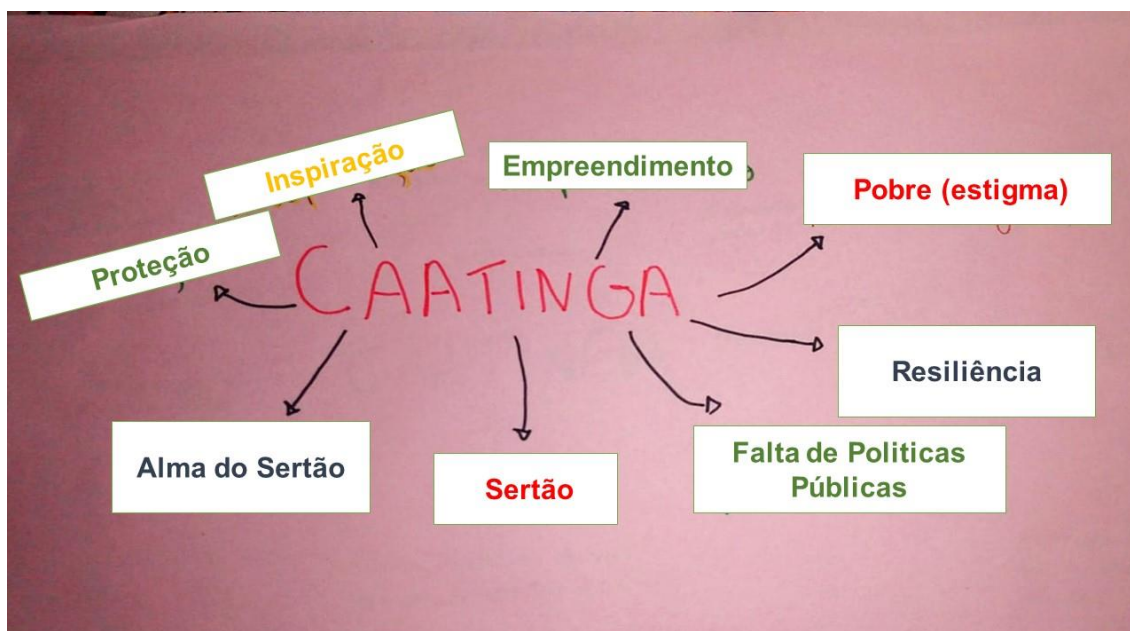 Inspiração
Empreendimento
Pobre (estigma)
Proteção
CAATINGA
Resiliência
Alma do Sertão
Sertão
Falta de Politicas
Públicas